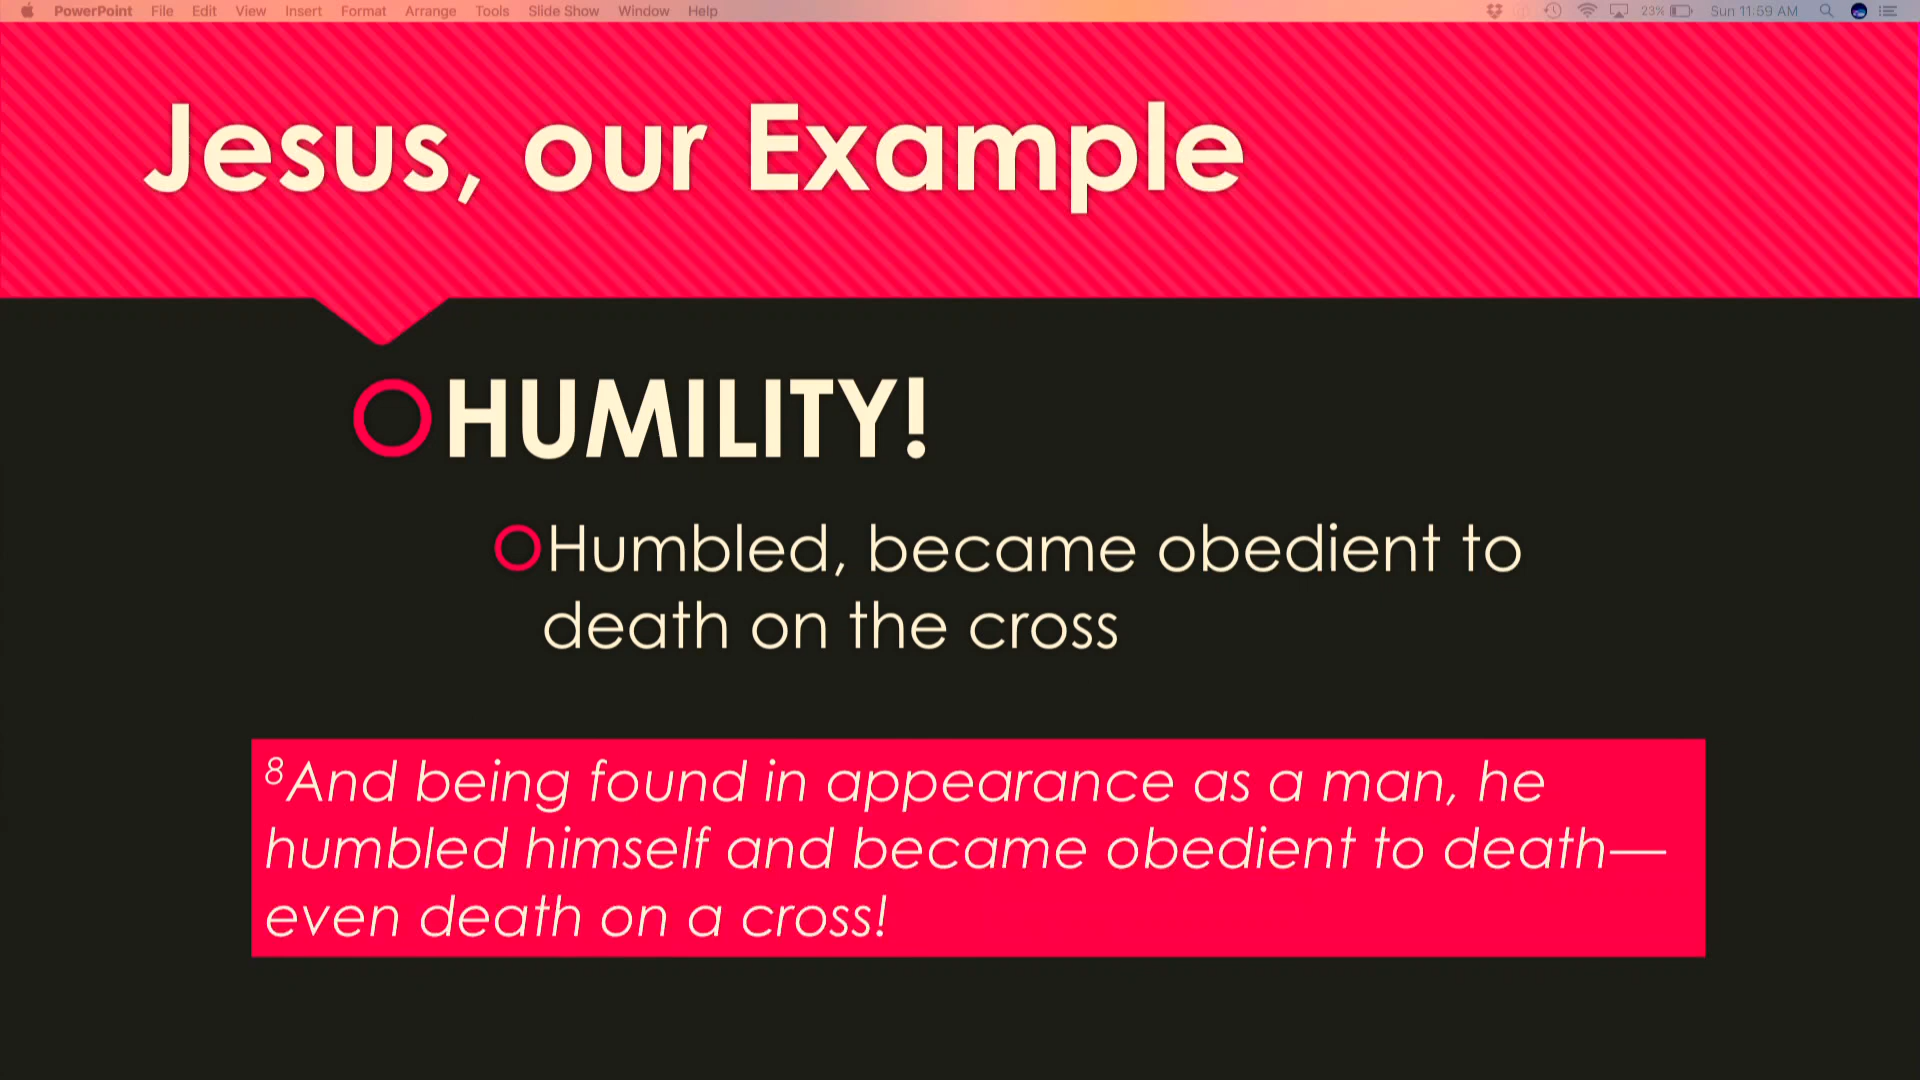 PowerPoint File Edit View Insert Format Arrange Tools Slide Show Window Help 23% Sun 11:59 AM
Jesus, our Example
HUMILITY!
Humbled, became obedient to
death on the cross
⁸And being found in appearance as a man, he
humbled himself and became obedient to death—
even death on a cross!